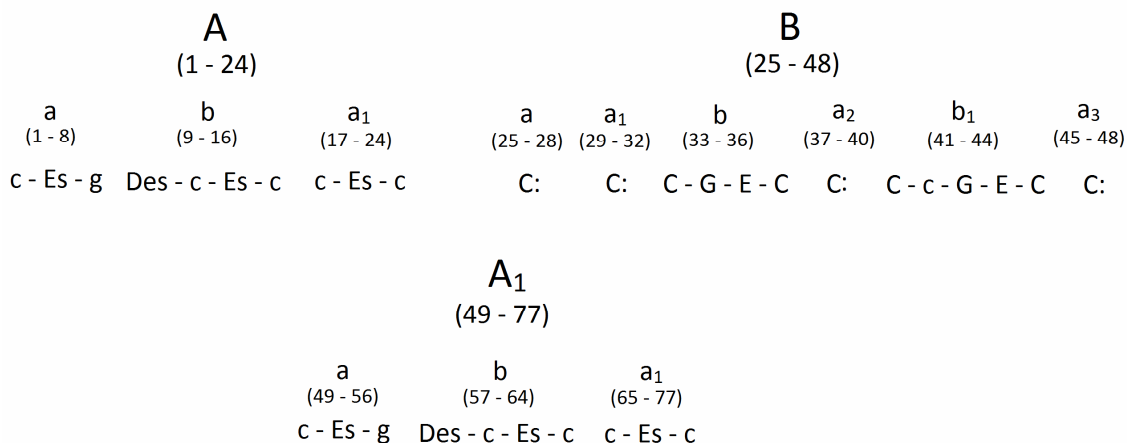 A B
(1 - 24) (25 - 48)
a b a₁ a a₁ b a₂ b₁ a₃
(1 - 8) (9 - 16) (17 - 24) (25 - 28) (29 - 32) (33 - 36) (37 - 40) (41 - 44) (45 - 48)
c - Es - g Des - c - Es - c c - Es - c C: C: C - G - E - C C: C - c - G - E - C C:
A₁
(49 - 77)
a b a₁
(49 - 56) (57 - 64) (65 - 77)
c - Es - g Des - c - Es - c c - Es - c